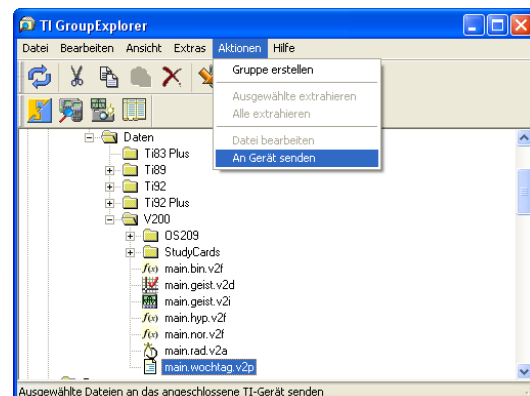 TI GroupExplorer
Datei Bearbeiten Ansicht Extras Aktionen Hilfe
Gruppe erstellen
Ausgewählte extrahieren
Alle extrahieren
Datei bearbeiten
An Gerät senden
Daten
Ti83 Plus
Ti89
Ti92
Ti92 Plus
V200
OS209
StudyCards
f(x) main.bin.v2f
main.geist.v2d
main.geist.v2i
f(x) main.hyp.v2f
f(x) main.nor.v2f
main.rad.v2a
main.wochtag.v2p
Ausgewählte Dateien an das angeschlossene TI-Gerät senden